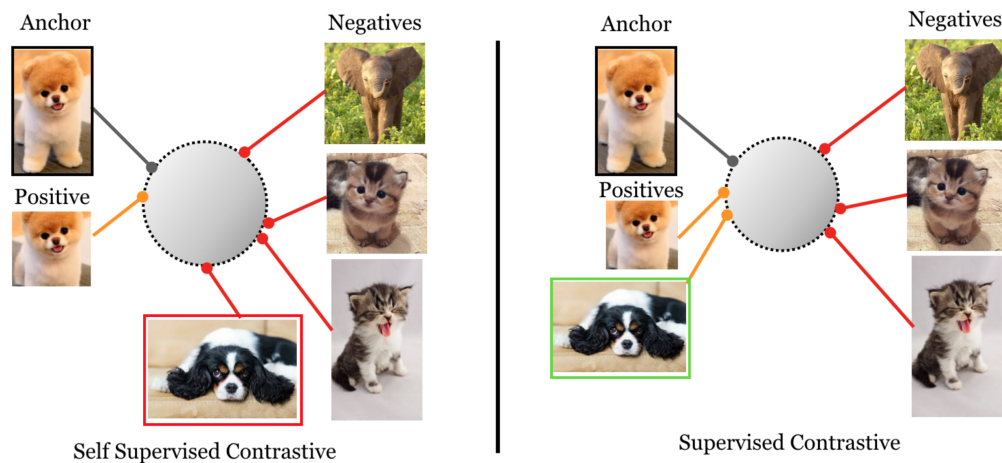 Anchor
Negatives
Positive
Self Supervised Contrastive
Anchor
Negatives
Positives
Supervised Contrastive